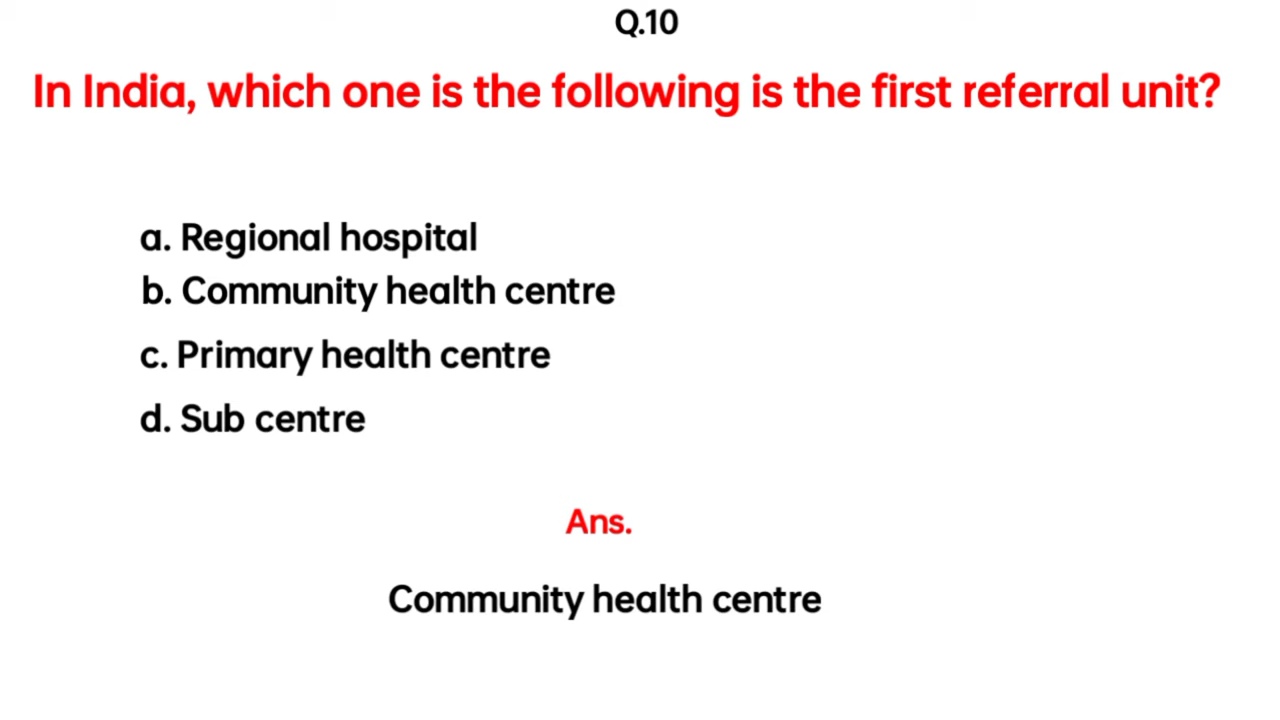 Q.10
In India, which one is the following is the first referral unit?
a. Regional hospital
b. Community health centre
c. Primary health centre
d. Sub centre
Ans.
Community health centre